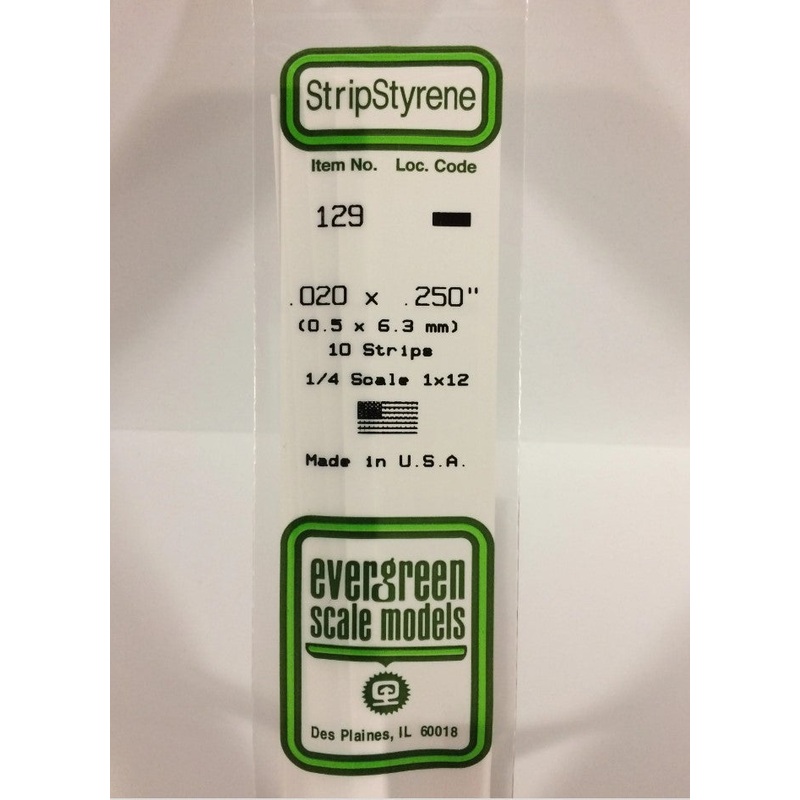 StripStyrene
Item No. Loc. Code
129
.020 x .250"
(0.5 x 6.3 mm)
10 Strips
1/4 Scale 1x12
Made in U.S.A.
evergreen
scale models
Des Plaines, IL 60018